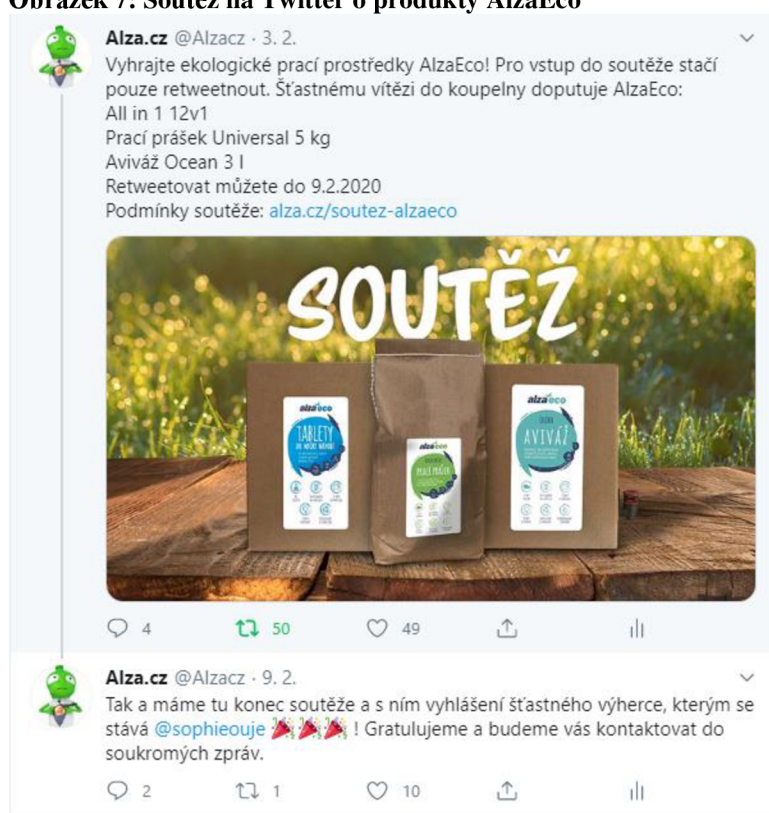 Obrázek 7: Soutěž na Twitter o produkty AlzaEco
Alza.cz @Alzacz · 3. 2.
Vyhrajte ekologické prací prostředky AlzaEco! Pro vstup do soutěže stačí
pouze retweetnout. Šťastnému vítězi do koupelny doputuje AlzaEco:
All in 1 12v1
Prací prášek Universal 5 kg
Aviváž Ocean 3 l
Retweetovat můžete do 9.2.2020
Podmínky soutěže: alza.cz/soutez-alzaeco
SOUTĚŽ
alzaeco
TABLETY
DO MYČKY NÁDOBÍ
alzaeco
PRACÍ PRÁŠEK
alzaeco
AVIVÁŽ
4 50 49
Alza.cz @Alzacz · 9. 2.
Tak a máme tu konec soutěže a s ním vyhlášení šťastného výherce, kterým se
stává @sophieouje 🎉🎉🎉 ! Gratulujeme a budeme vás kontaktovat do
soukromých zpráv.
2 1 10